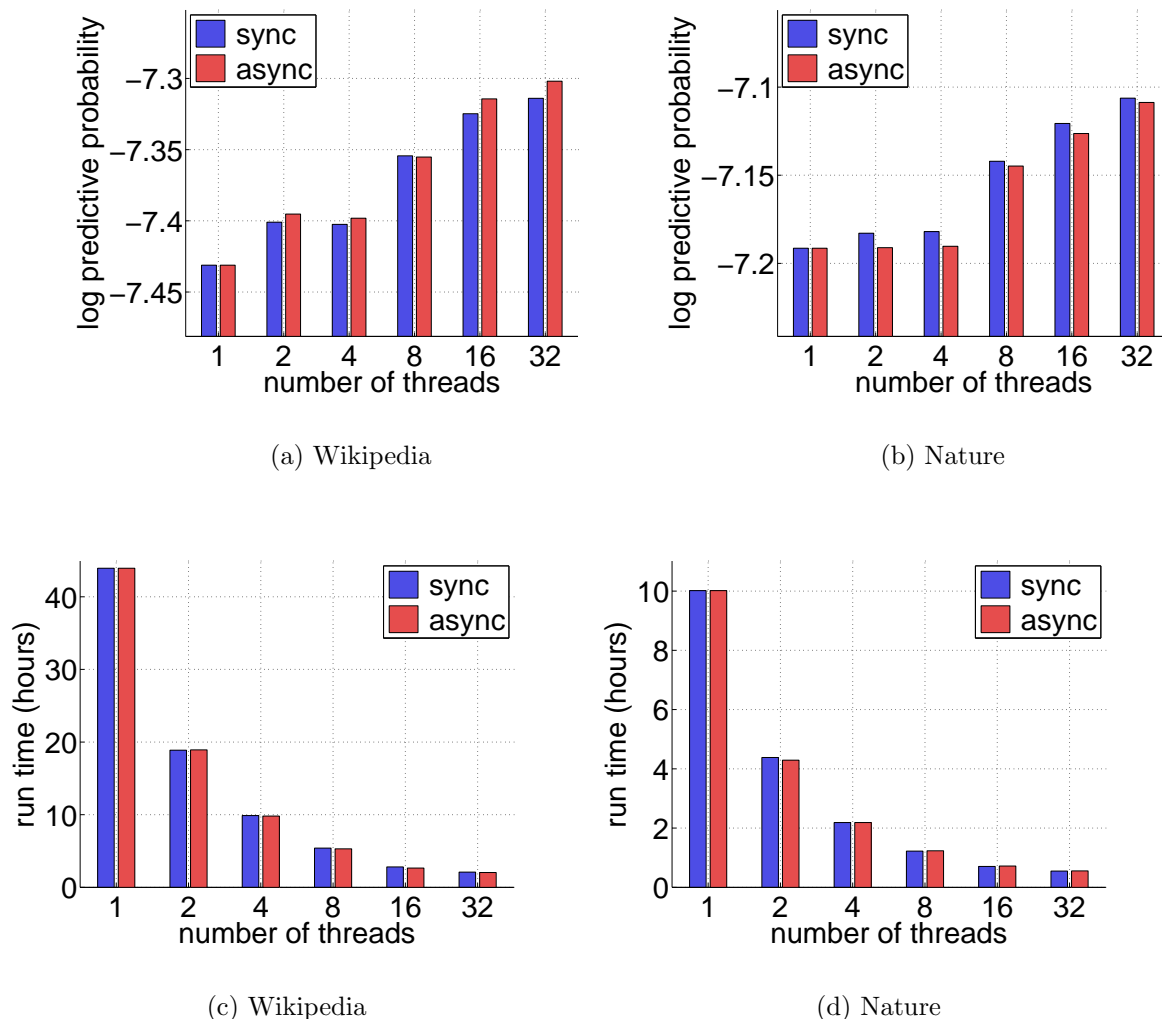 log predictive probability
sync
async
−7.3
−7.35
−7.4
−7.45
1 2 4 8 16 32
number of threads
(a) Wikipedia
log predictive probability
sync
async
−7.1
−7.15
−7.2
1 2 4 8 16 32
number of threads
(b) Nature
run time (hours)
sync
async
40
30
20
10
0
1 2 4 8 16 32
number of threads
(c) Wikipedia
run time (hours)
sync
async
10
8
6
4
2
0
1 2 4 8 16 32
number of threads
(d) Nature